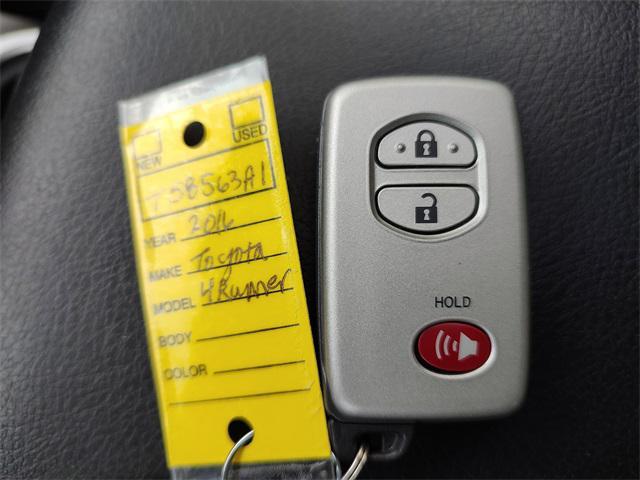 NEW USED
T58563A1
YEAR 2016
MAKE Toyota
MODEL 4Runner
BODY
COLOR
HOLD